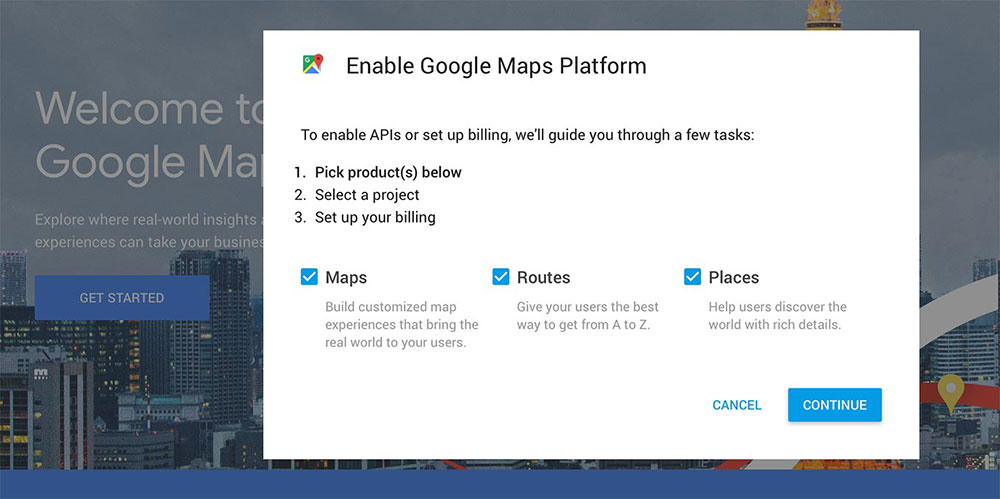 Enable Google Maps Platform
To enable APIs or set up billing, we'll guide you through a few tasks:
1. Pick product(s) below
2. Select a project
3. Set up your billing
Maps
Build customized map
experiences that bring the
real world to your users.
Routes
Give your users the best
way to get from A to Z.
Places
Help users discover the
world with rich details.
CANCEL
CONTINUE
Welcome to
Google Ma
Explore where real-world insights
experiences can take your business
GET STARTED